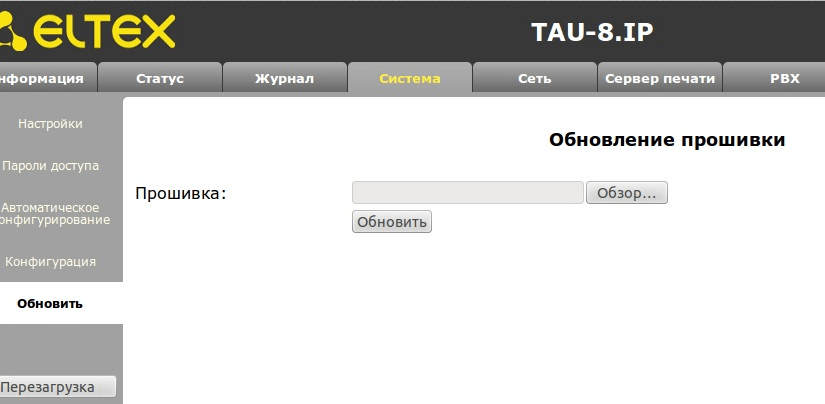 ELTEX
TAU-8.IP
нформация Статус Журнал Система Сеть Сервер печати PBX
Настройки
Обновление прошивки
Пароли доступа
Прошивка: Обзор...
Автоматическое
онфигурирование
Обновить
Конфигурация
Обновить
Перезагрузка